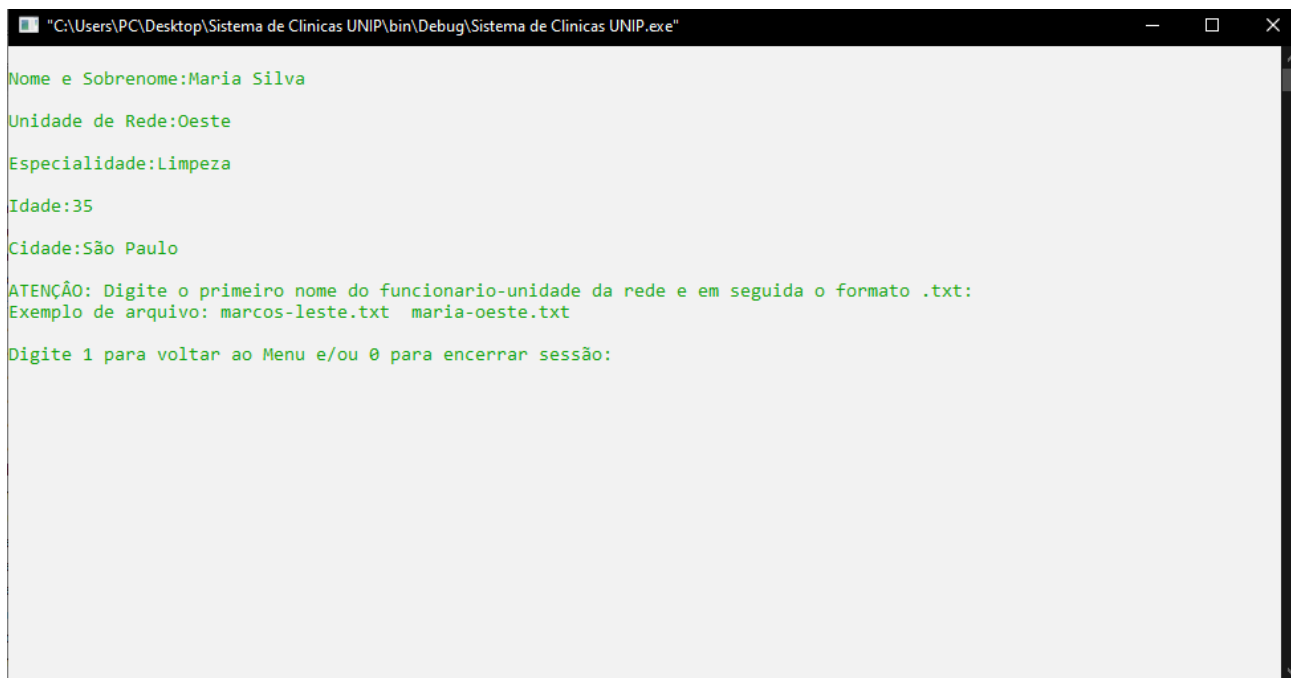 "C:\Users\PC\Desktop\Sistema de Clinicas UNIP\bin\Debug\Sistema de Clinicas UNIP.exe"
Nome e Sobrenome:Maria Silva
Unidade de Rede:Oeste
Especialidade:Limpeza
Idade:35
Cidade:São Paulo
ATENÇÂO: Digite o primeiro nome do funcionario-unidade da rede e em seguida o formato .txt:
Exemplo de arquivo: marcos-leste.txt  maria-oeste.txt
Digite 1 para voltar ao Menu e/ou 0 para encerrar sessão: